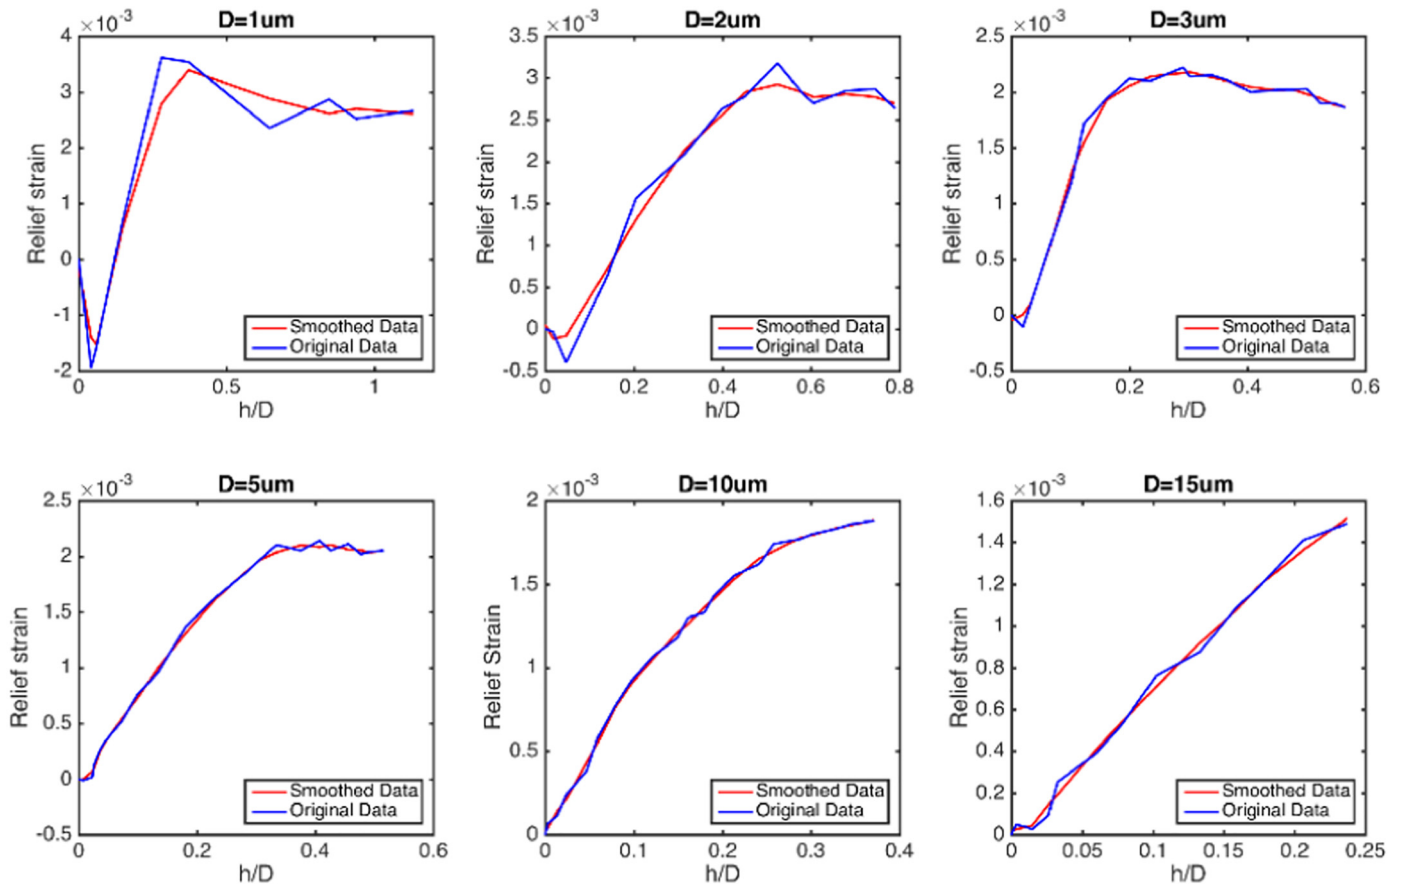 D=1um
×10⁻³
4
3
2
1
0
-1
-2
Relief strain
Smoothed Data
Original Data
0 0.5 1
h/D
D=2um
×10⁻³
3.5
3
2.5
2
1.5
1
0.5
0
-0.5
Relief strain
Smoothed Data
Original Data
0 0.2 0.4 0.6 0.8
h/D
D=3um
×10⁻³
2.5
2
1.5
1
0.5
0
-0.5
Relief strain
Smoothed Data
Original Data
0 0.2 0.4 0.6
h/D
D=5um
×10⁻³
2.5
2
1.5
1
0.5
0
-0.5
Relief strain
Smoothed Data
Original Data
0 0.2 0.4 0.6
h/D
D=10um
×10⁻³
2
1.5
1
0.5
0
Relief Strain
Smoothed Data
Original Data
0 0.1 0.2 0.3 0.4
h/D
D=15um
×10⁻³
1.6
1.4
1.2
1
0.8
0.6
0.4
0.2
0
Relief strain
Smoothed Data
Original Data
0 0.05 0.1 0.15 0.2 0.25
h/D